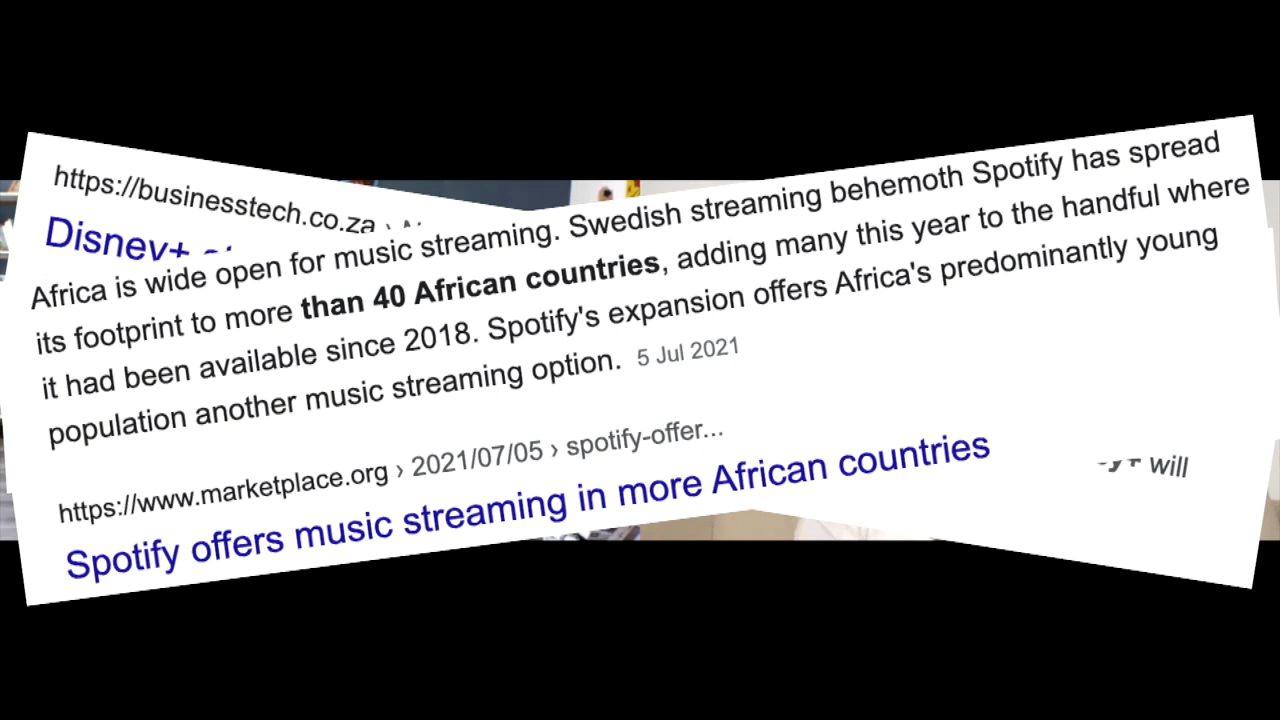 https://businesstech.co.za
Disney+
Africa is wide open for music streaming. Swedish streaming behemoth Spotify has spread
its footprint to more than 40 African countries, adding many this year to the handful where
it had been available since 2018. Spotify's expansion offers Africa's predominantly young
population another music streaming option. 5 Jul 2021
https://www.marketplace.org › 2021/07/05 › spotify-offer...
Spotify offers music streaming in more African countries
will